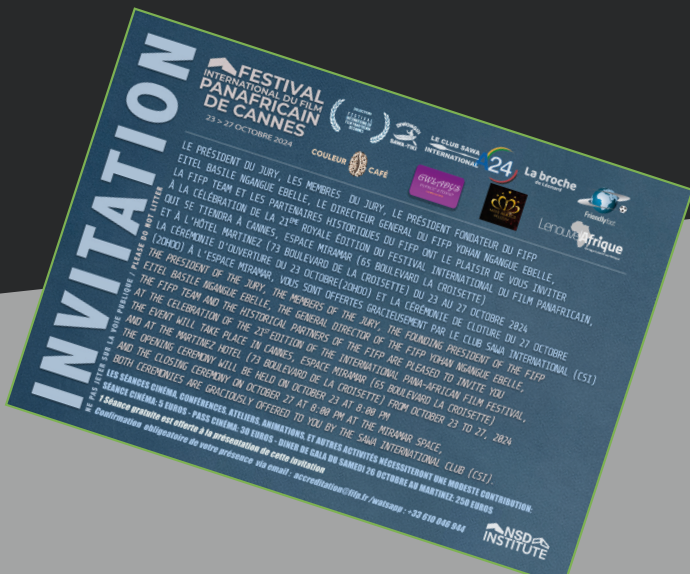 INVITATION
NE PAS JETER SUR LA VOIE PUBLIQUE / PLEASE DO NOT LITTER
FESTIVAL
INTERNATIONAL DU FILM
PANAFRICAIN
DE CANNES
23 > 27 OCTOBRE 2024
COULEUR CAFÉ
LE CLUB SAWA
INTERNATIONAL
24
La broche
de Cannes
Friendly
Lenouvel
Afrique
LE PRÉSIDENT DU JURY, LES MEMBRES DU JURY, LE PRÉSIDENT FONDATEUR DU FIFP
EITEL BASILE NGANGUE EBELLE, LE DIRECTEUR GENERAL DU FIFP YOHAN NGANGUE EBELLE,
LA FIFP TEAM ET LES PARTENAIRES HISTORIQUES DU FIFP ONT LE PLAISIR DE VOUS INVITER
À LA CÉLÉBRATION DE LA 21ÈME ROYALE ÉDITION DU FESTIVAL INTERNATIONAL DU FILM PANAFRICAIN,
QUI SE TIENDRA À CANNES, ESPACE MIRAMAR (65 BOULEVARD LA CROISETTE)
ET À L'HÔTEL MARTINEZ (73 BOULEVARD DE LA CROISETTE) DU 23 AU 27 OCTOBRE 2024
LA CÉRÉMONIE D'OUVERTURE DU 23 OCTOBRE(20H00) ET LA CÉRÉMONIE DE CLOTURE DU 27 OCTOBRE
(20H00) À L'ESPACE MIRAMAR, VOUS SONT OFFERTES GRACIEUSEMENT PAR LE CLUB SAWA INTERNATIONAL (CSI)
THE PRESIDENT OF THE JURY, THE MEMBERS OF THE JURY, THE FOUNDING PRESIDENT OF THE FIFP
EITEL BASILE NGANGUE EBELLE, THE GENERAL DIRECTOR OF THE FIFP YOHAN NGANGUE EBELLE,
THE FIFP TEAM AND THE HISTORICAL PARTNERS OF THE FIFP ARE PLEASED TO INVITE YOU
AT THE CELEBRATION OF THE 21ST EDITION OF THE INTERNATIONAL PANA-AFRICAN FILM FESTIVAL,
THE EVENT WILL TAKE PLACE IN CANNES, ESPACE MIRAMAR (65 BOULEVARD LA CROISETTE)
AND AT THE MARTINEZ HOTEL (73 BOULEVARD DE LA CROISETTE) FROM OCTOBER 23 TO 27, 2024
THE OPENING CEREMONY WILL BE HELD ON OCTOBER 23 AT 8:00 PM
AND THE CLOSING CEREMONY ON OCTOBER 27 AT 8:00 PM AT THE MIRAMAR SPACE,
BOTH CEREMONIES ARE GRACIOUSLY OFFERED TO YOU BY THE SAWA INTERNATIONAL CLUB (CSI).
LES SÉANCES CINÉMA, CONFÉRENCES, ATELIERS, ANIMATIONS, ET AUTRES ACTIVITÉS NÉCESSITERONT UNE MODESTE CONTRIBUTION:
SÉANCE CINÉMA: 5 EUROS - PASS CINÉMA: 30 EUROS - DINER DE GALA DU SAMEDI 26 OCTOBRE AU MARTINEZ: 250 EUROS
1 Séance gratuite est offerte à la présentation de cette invitation
Confirmation obligatoire de votre présence via email : accreditation@fifp.fr /watsapp : +33 610 046 944
NSD
INSTITUTE